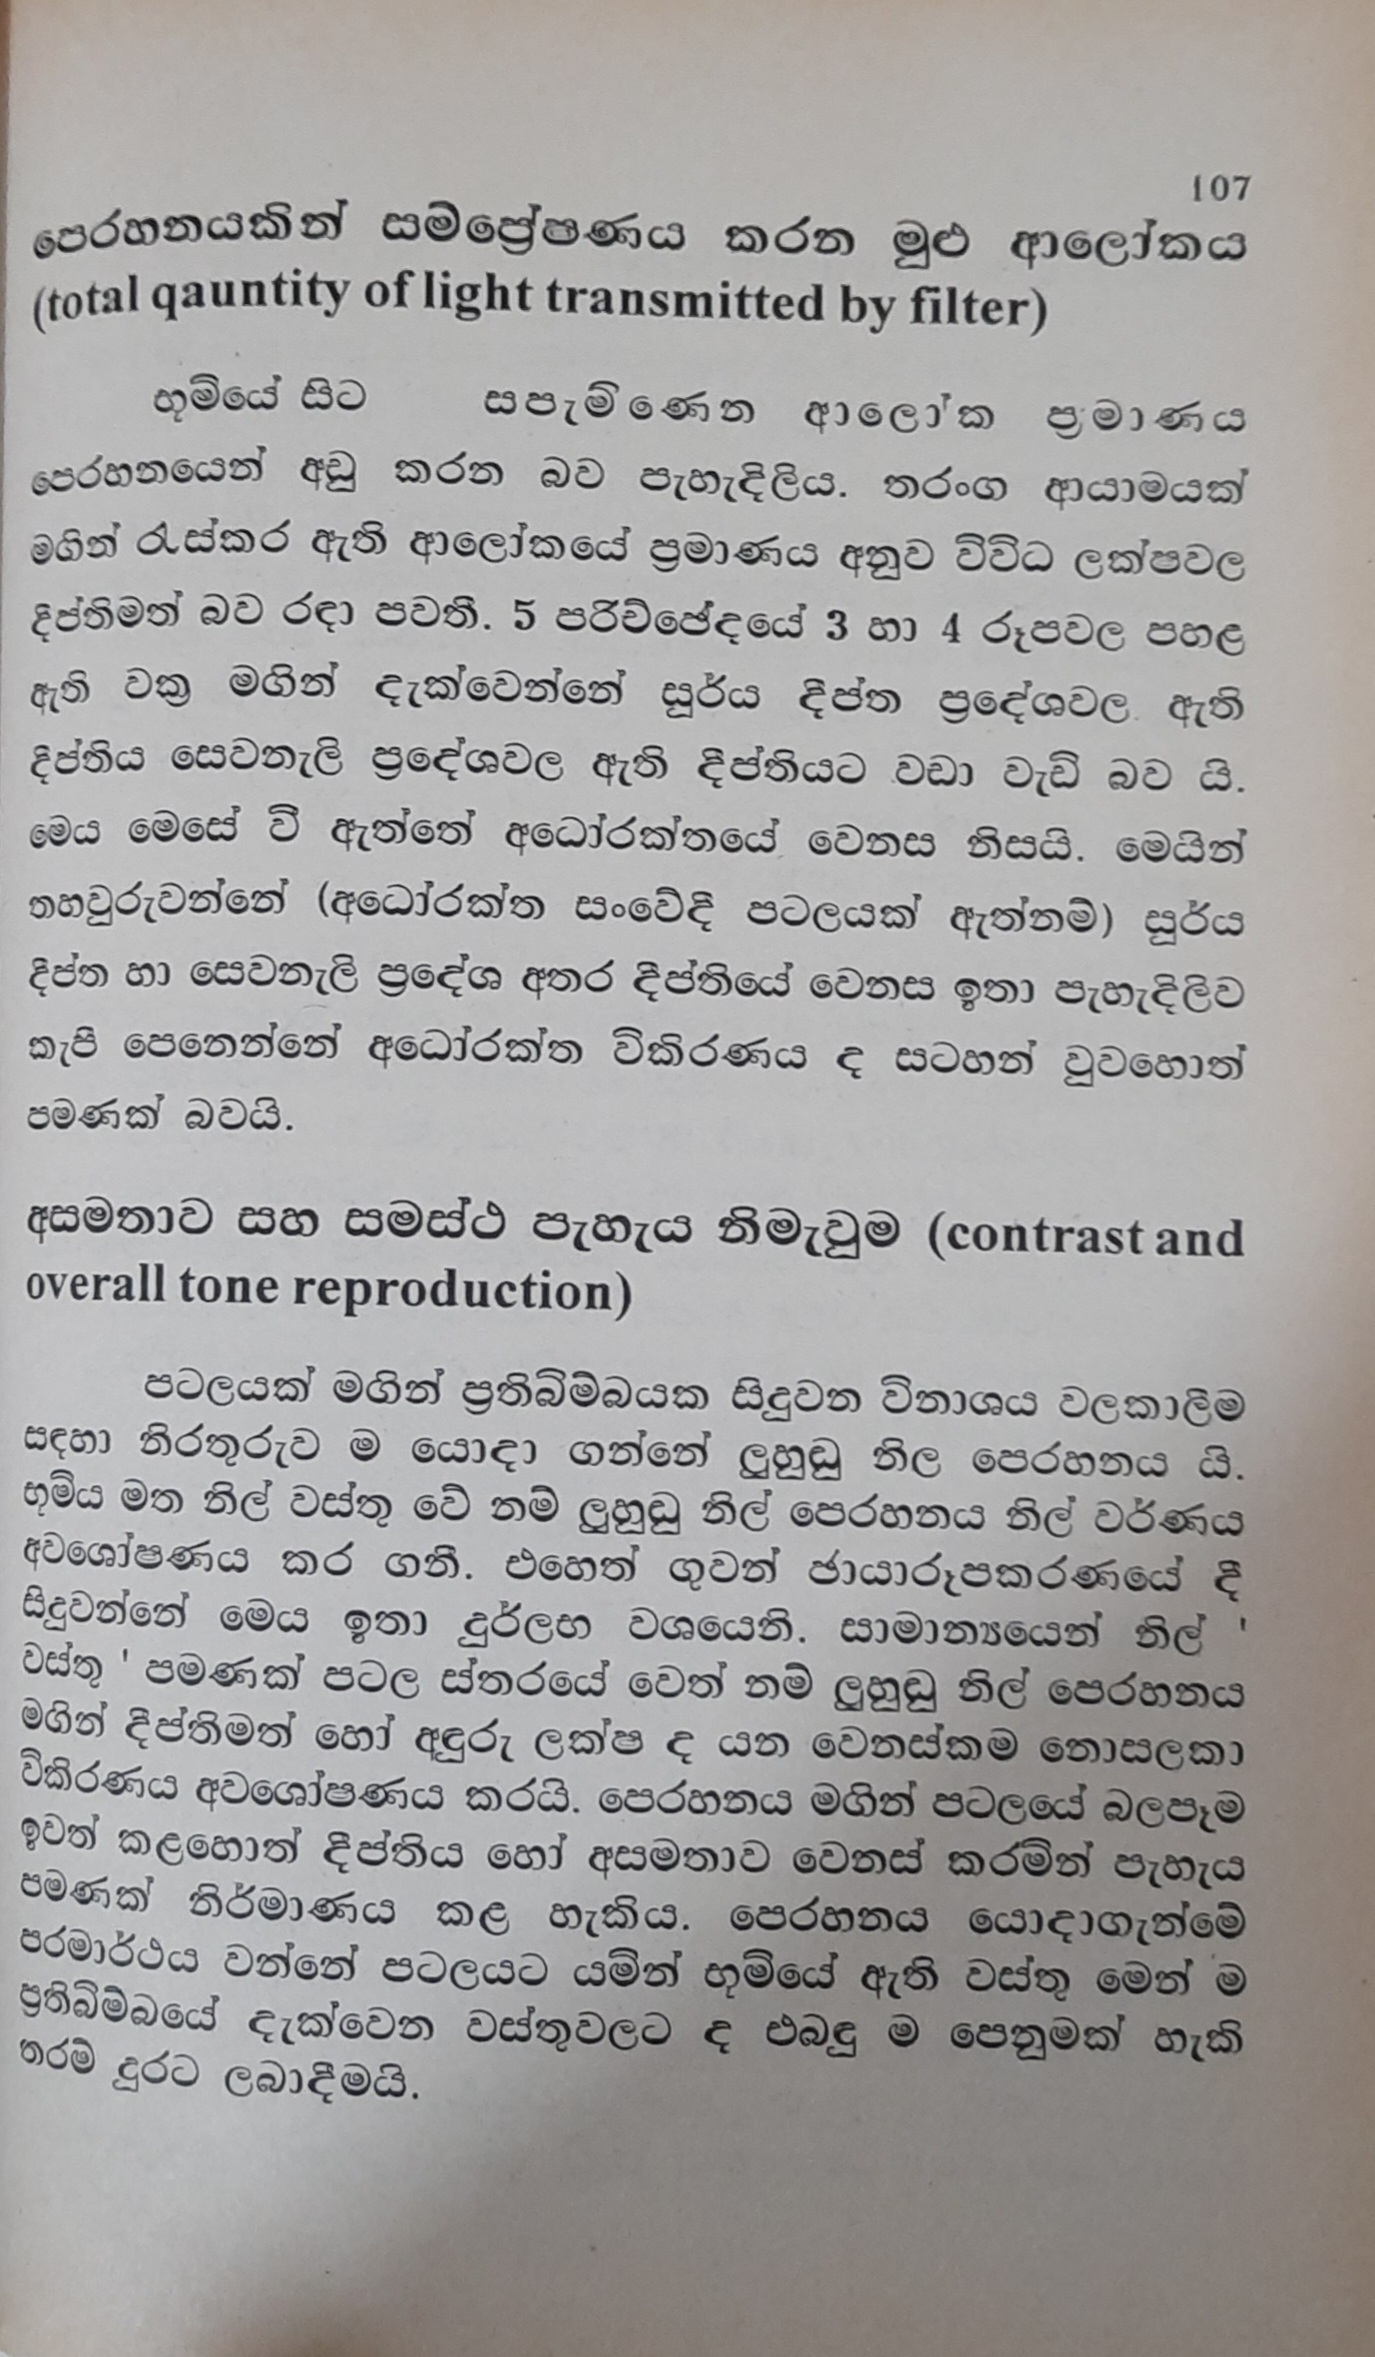 107
පෙරහනයකින් සම්ප්‍රේෂණය කරන මුළු ආලෝකය
(total qauntity of light transmitted by filter)
භූමියේ සිට සපැමිණෙන ආලෝක ප්‍රමාණය
පෙරහනයෙන් අඩු කරන බව පැහැදිලිය. තරංග ආයාමයක්
මගින් රැස්කර ඇති ආලෝකයේ ප්‍රමාණය අනුව විවිධ ලක්ෂවල
දීප්තිමත් බව රඳා පවතී. 5 පරිච්ඡේදයේ 3 හා 4 රූපවල පහළ
ඇති වක්‍ර මගින් දැක්වෙන්නේ සූර්ය දීප්ත ප්‍රදේශවල ඇති
දීප්තිය සෙවනැලි ප්‍රදේශවල ඇති දීප්තියට වඩා වැඩි බව යි.
මෙය මෙසේ වී ඇත්තේ අධෝරක්තයේ වෙනස නිසයි. මෙයින්
තහවුරුවන්නේ (අධෝරක්ත සංවේදී පටලයක් ඇත්නම්) සූර්ය
දීප්ත හා සෙවනැලි ප්‍රදේශ අතර දීප්තියේ වෙනස ඉතා පැහැදිලිව
කැපී පෙනෙන්නේ අධෝරක්ත විකිරණය ද සටහන් වුවහොත්
පමණක් බවයි.
අසමතාව සහ සමස්ථ පැහැය නිමැවුම (contrast and
overall tone reproduction)
පටලයක් මගින් ප්‍රතිබිම්බයක සිදුවන විනාශය වලකාලීම
සඳහා නිරතුරුව ම යොදා ගන්නේ ලුහුඬු නිල පෙරහනය යි.
භූමිය මත නිල් වස්තු වේ නම් ලුහුඬු නිල් පෙරහනය නිල් වර්ණය
අවශෝෂණය කර ගනී. එහෙත් ගුවන් ඡායාරූපකරණයේ දී
සිදුවන්නේ මෙය ඉතා දුර්ලභ වශයෙනි. සාමාන්‍යයෙන් නිල් '
වස්තු ' පමණක් පටල ස්තරයේ වෙත් නම් ලුහුඬු නිල් පෙරහනය
මගින් දීප්තිමත් හෝ අඳුරු ලක්ෂ ද යන වෙනස්කම නොසලකා
විකිරණය අවශෝෂණය කරයි. පෙරහනය මගින් පටලයේ බලපෑම
ඉවත් කළහොත් දීප්තිය හෝ අසමතාව වෙනස් කරමින් පැහැය
පමණක් නිර්මාණය කළ හැකිය. පෙරහනය යොදාගැන්මේ
පරමාර්ථය වන්නේ පටලයට යමින් භූමියේ ඇති වස්තු මෙන් ම
ප්‍රතිබිම්බයේ දැක්වෙන වස්තුවලට ද එබඳු ම පෙනුමක් හැකි
තරම් දුරට ලබාදීමයි.